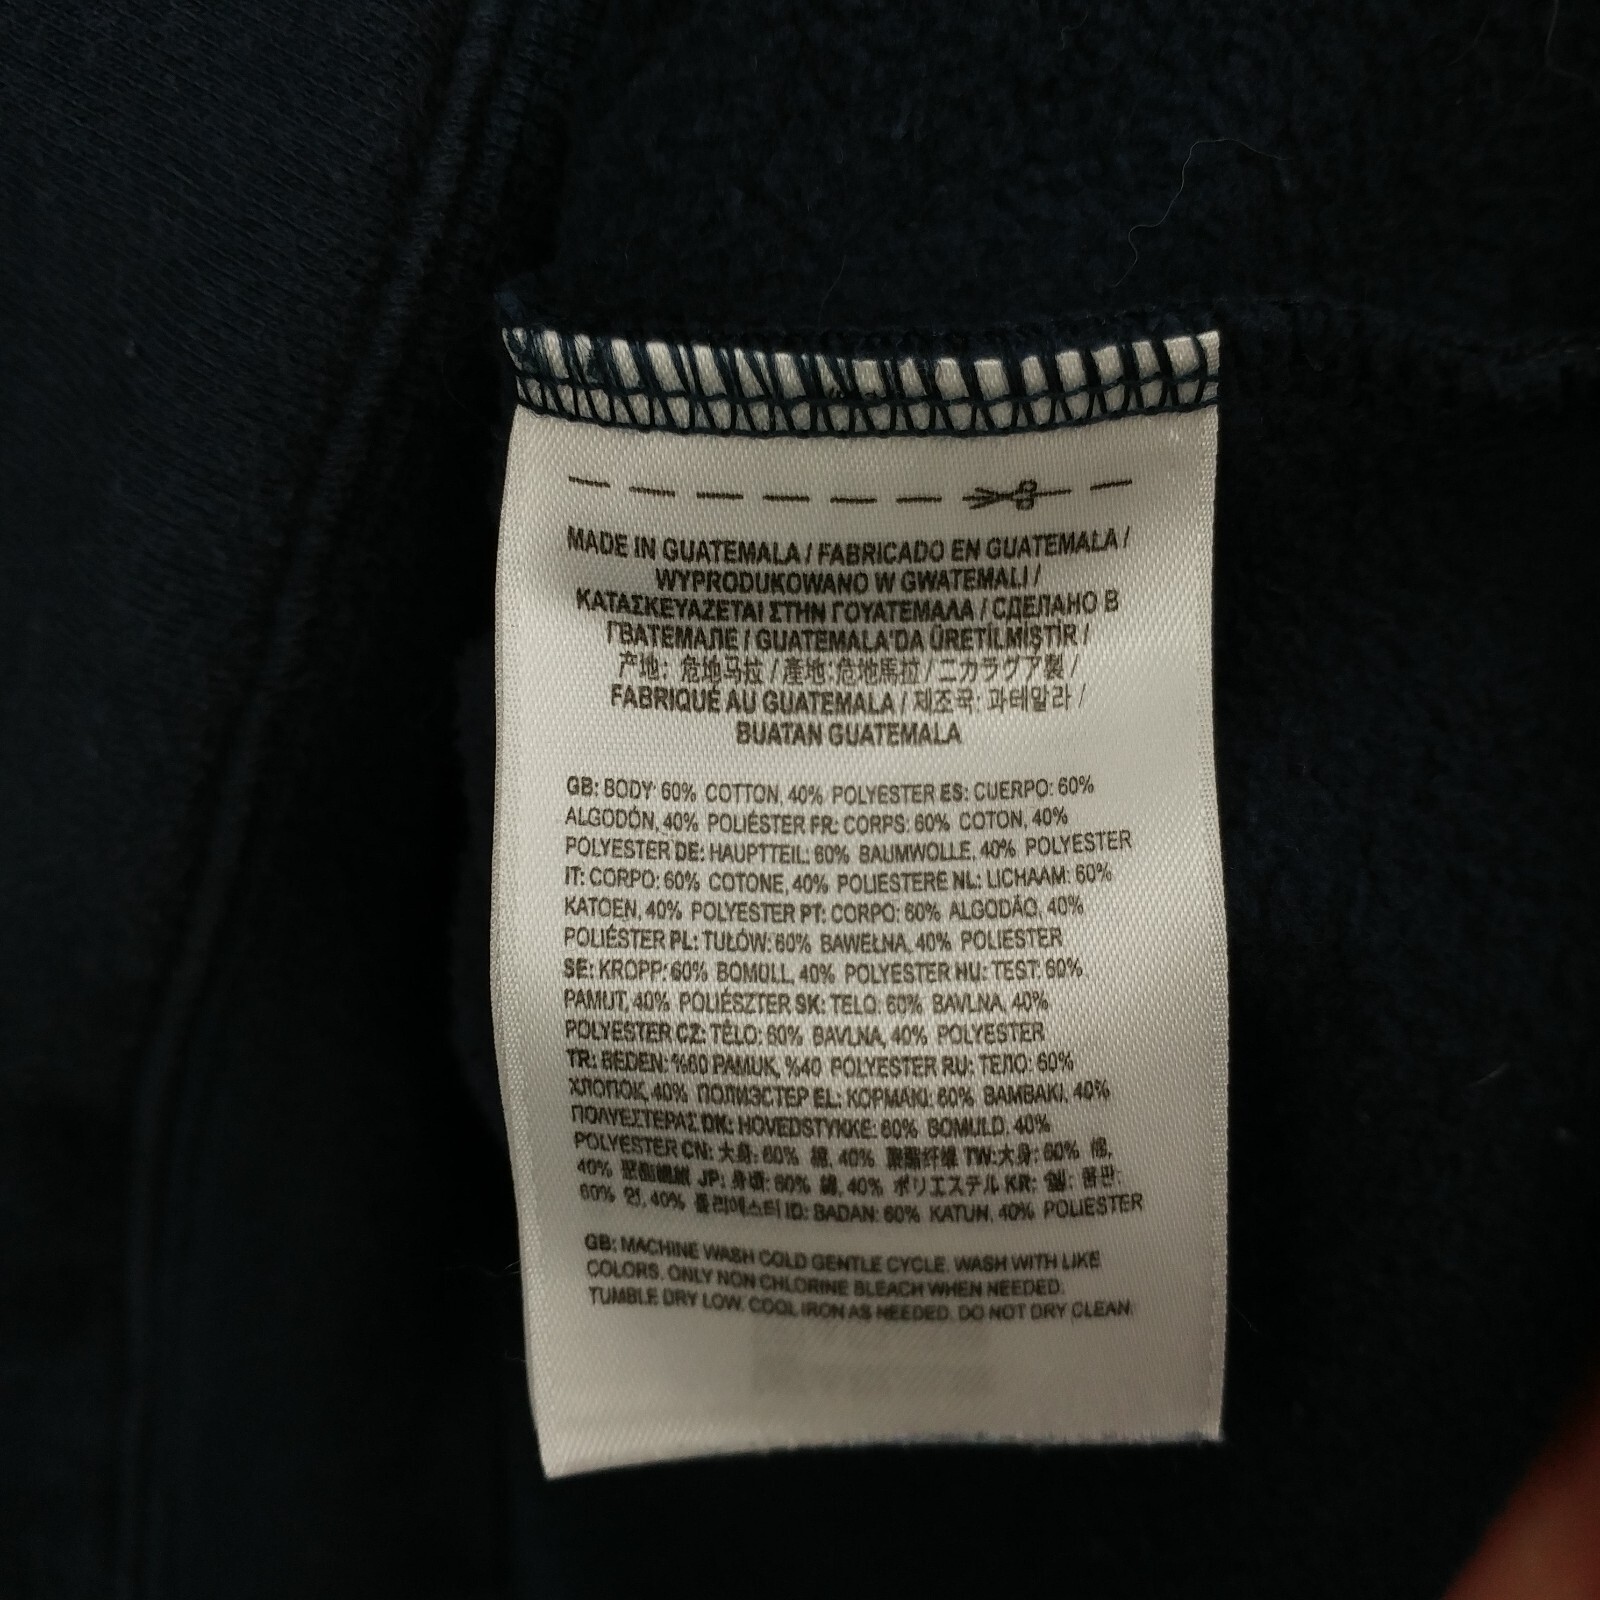 MADE IN GUATEMALA / FABRICADO EN GUATEMALA /
WYPRODUKOWANO W GWATEMALI /
ΚΑΤΑΣΚΕΥΑΖΕΤΑΙ ΣΤΗΝ ΓΟΥΑΤΕΜΑΛΑ / СДЕЛАНО В
ГВАТЕМАЛЕ / GUATEMALA'DA ÜRETİLMİŞTİR /
产地: 危地马拉 / 產地:危地馬拉 / ニカラグア製 /
FABRIQUÉ AU GUATEMALA / 제조국: 과테말라 /
BUATAN GUATEMALA
GB: BODY: 60% COTTON, 40% POLYESTER ES: CUERPO: 60%
ALGODÓN, 40% POLIÉSTER FR: CORPS: 60% COTON, 40%
POLYESTER DE: HAUPTTEIL: 60% BAUMWOLLE, 40% POLYESTER
IT: CORPO: 60% COTONE, 40% POLIESTERE NL: LICHAAM: 60%
KATOEN, 40% POLYESTER PT: CORPO: 60% ALGODÃO, 40%
POLIÉSTER PL: TUŁÓW: 60% BAWEŁNA, 40% POLIESTER
SE: KROPP: 60% BOMULL, 40% POLYESTER HU: TEST: 60%
PAMUT, 40% POLIÉSZTER SK: TELO: 60% BAVLNA, 40%
POLYESTER CZ: TĚLO: 60% BAVLNA, 40% POLYESTER
TR: BEDEN: %60 PAMUK, %40 POLYESTER RU: ТЕЛО: 60%
ХЛОПОК, 40% ПОЛИЭСТЕР EL: ΚΟΡΜΑΚΙ: 60% ΒΑΜΒΑΚΙ, 40%
ΠΟΛΥΕΣΤΕΡΑΣ DK: HOVEDSTYKKE: 60% BOMULD, 40%
POLYESTER CN: 大身: 60% 棉, 40% 聚酯纤维 TW:大身: 60% 棉,
40% 聚酯纖維 JP: 身頃: 60% 綿, 40% ポリエステル KR: 몸판:
60% 면, 40% 폴리에스터 ID: BADAN: 60% KATUN, 40% POLIESTER
GB: MACHINE WASH COLD GENTLE CYCLE. WASH WITH LIKE
COLORS. ONLY NON CHLORINE BLEACH WHEN NEEDED.
TUMBLE DRY LOW. COOL IRON AS NEEDED. DO NOT DRY CLEAN.